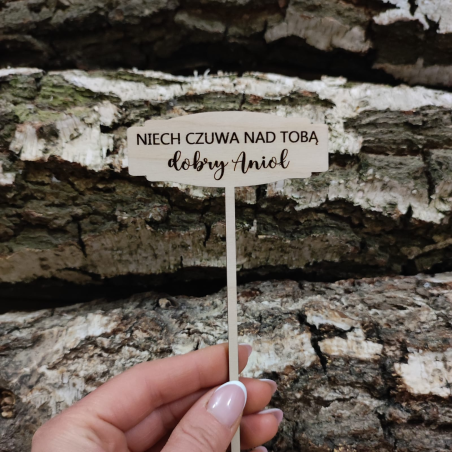 NIECH CZUWA NAD TOBĄ
dobry Anioł